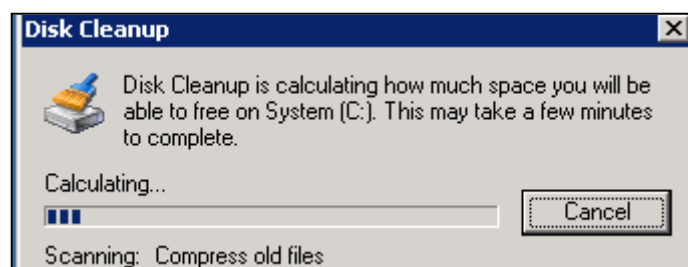 Disk Cleanup
Disk Cleanup is calculating how much space you will be
able to free on System (C:). This may take a few minutes
to complete.
Calculating...
Cancel
Scanning: Compress old files